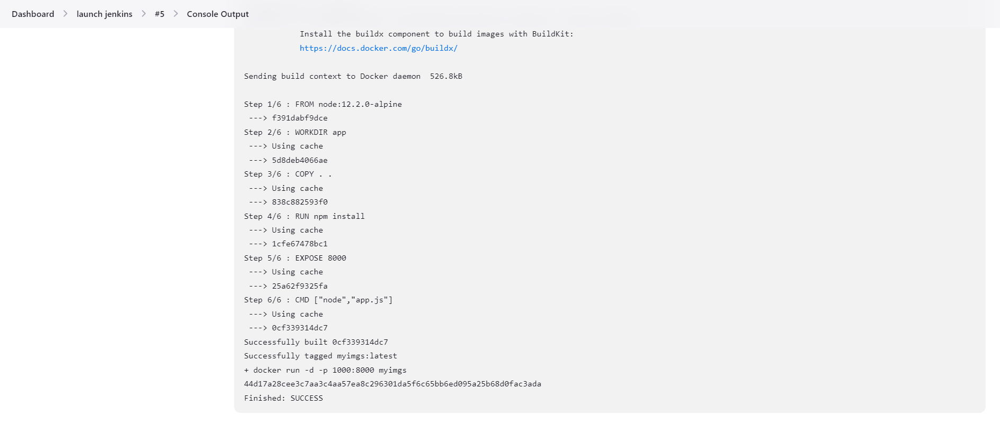 Dashboard > launch jenkins > #5 > Console Output
Install the buildx component to build images with BuildKit:
https://docs.docker.com/go/buildx/
Sending build context to Docker daemon  526.8kB
Step 1/6 : FROM node:12.2.0-alpine
 ---> f391dabf9dce
Step 2/6 : WORKDIR app
 ---> Using cache
 ---> 5d8deb4066ae
Step 3/6 : COPY . .
 ---> Using cache
 ---> 838c882593f0
Step 4/6 : RUN npm install
 ---> Using cache
 ---> 1cfe67478bc1
Step 5/6 : EXPOSE 8000
 ---> Using cache
 ---> 25a62f9325fa
Step 6/6 : CMD ["node","app.js"]
 ---> Using cache
 ---> 0cf339314dc7
Successfully built 0cf339314dc7
Successfully tagged myimgs:latest
+ docker run -d -p 1000:8000 myimgs
44d17a28cee3c7aa3c4aa57ea8c296301da5f6c65bb6ed095a25b68d0fac3ada
Finished: SUCCESS